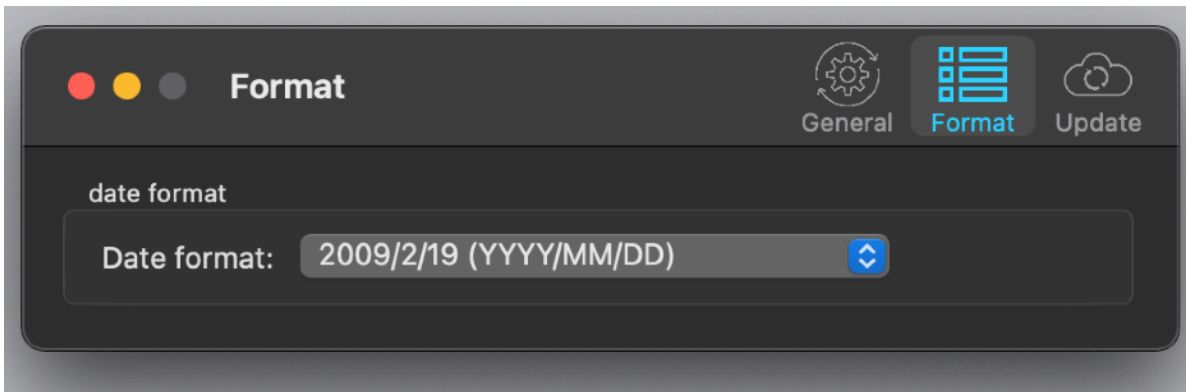 Format
General
Format
Update
date format
Date format:
2009/2/19 (YYYY/MM/DD)